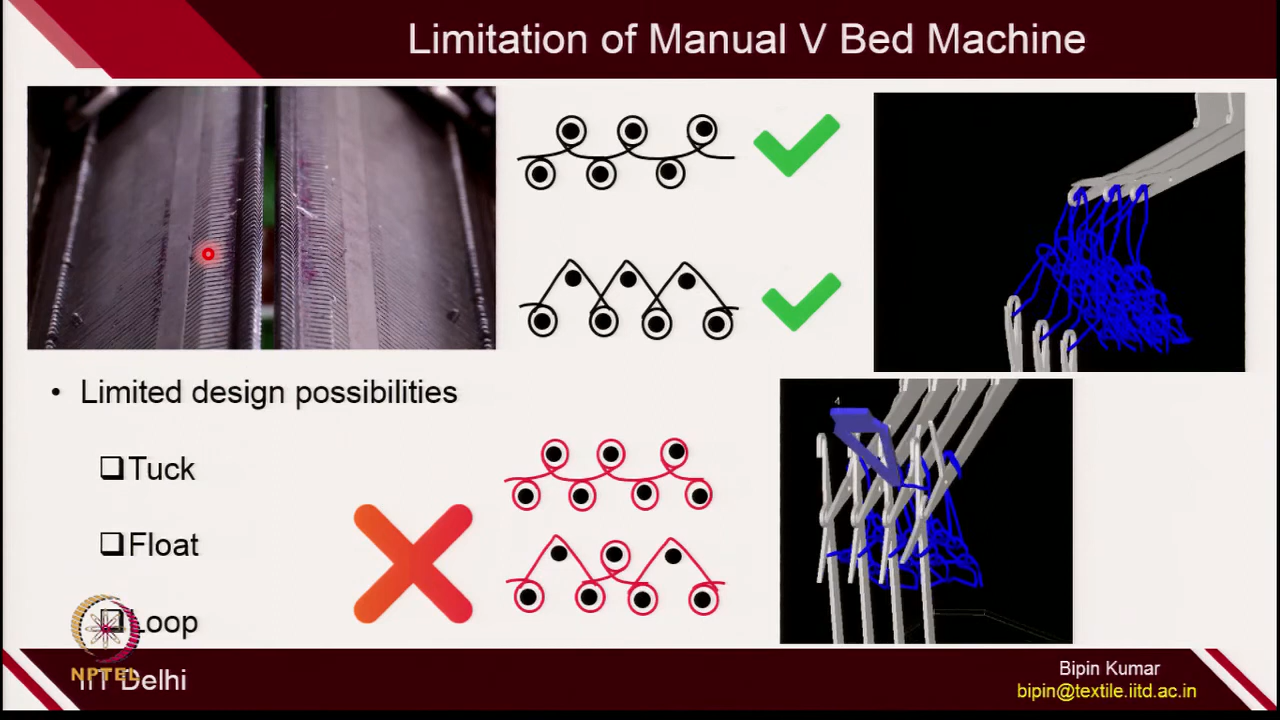 Limitation of Manual V Bed Machine
4
• Limited design possibilities
❑Tuck
❑Float
❑Loop
NPTEL
IIT Delhi
Bipin Kumar
bipin@textile.iitd.ac.in